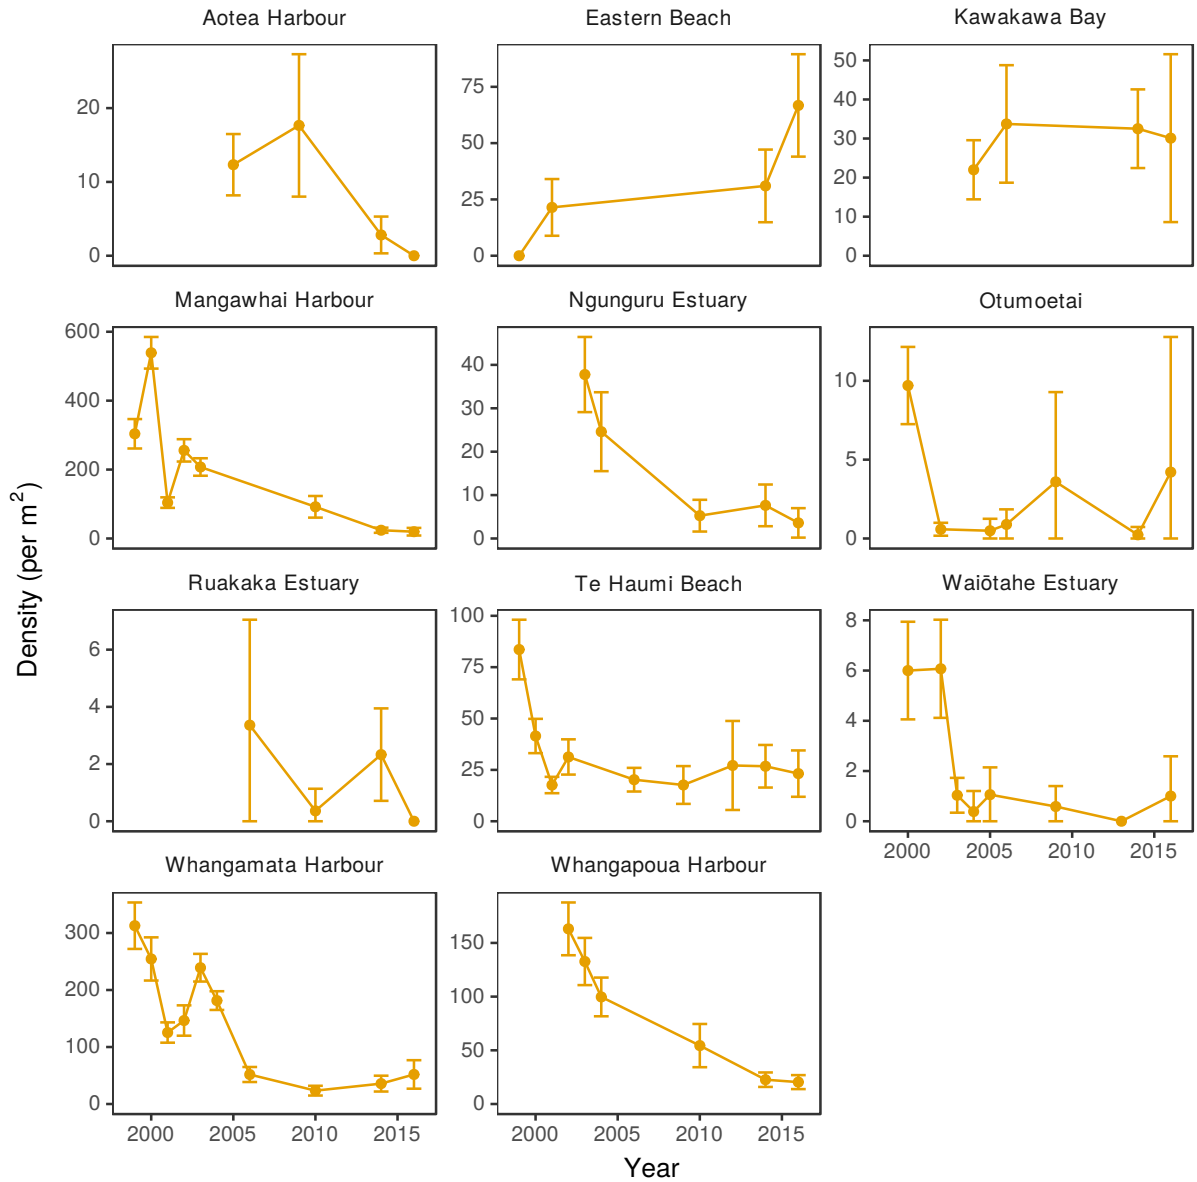 Aotea Harbour Eastern Beach Kawakawa Bay
20 75 50
10 50 40
0 25 30
0 20
10
0
Mangawhai Harbour Ngunguru Estuary Otumoetai
600 40 10
400 30 5
200 20 0
0 10
0
Ruakaka Estuary Te Haumi Beach Waiōtahe Estuary
6 100 8
4 75 6
2 50 4
0 25 2
0 0
2000 2005 2010 2015
Whangamata Harbour Whangapoua Harbour
300 150
200 100
100 50
0 0
2000 2005 2010 2015 2000 2005 2010 2015
Density (per m²)
Year